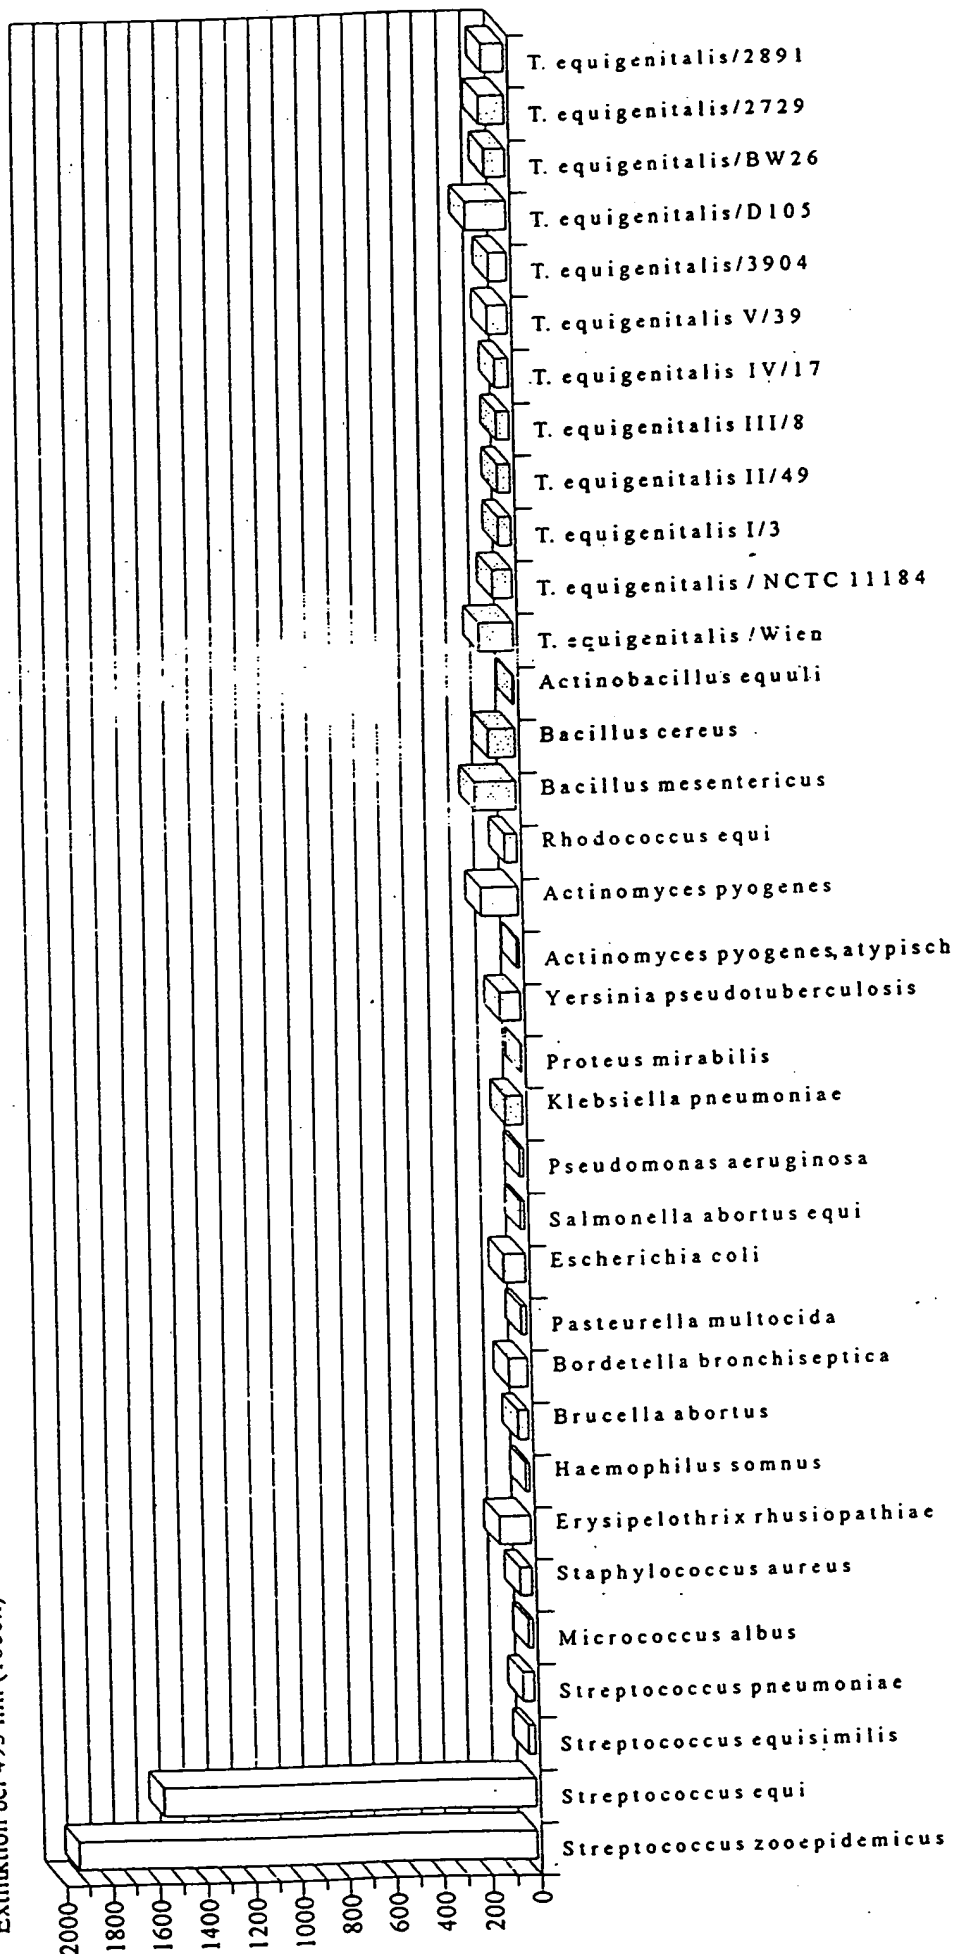 T. equigenitalis/2891
T. equigenitalis/2729
T. equigenitalis/BW26
T. equigenitalis/D105
T. equigenitalis/3904
T. equigenitalis V/39
T. equigenitalis IV/17
T. equigenitalis III/8
T. equigenitalis II/49
T. equigenitalis I/3
T. equigenitalis / NCTC 11184
T. equigenitalis /Wien
Actinobacillus equuli
Bacillus cereus
Bacillus mesentericus
Rhodococcus equi
Actinomyces pyogenes
Actinomyces pyogenes, atypisch
Yersinia pseudotuberculosis
Proteus mirabilis
Klebsiella pneumoniae
Pseudomonas aeruginosa
Salmonella abortus equi
Escherichia coli
Pasteurella multocida
Bordetella bronchiseptica
Brucella abortus
Haemophilus somnus
Erysipelothrix rhusiopathiae
Staphylococcus aureus
Micrococcus albus
Streptococcus pneumoniae
Streptococcus equisimilis
Streptococcus equi
Streptococcus zooepidemicus
2000
1800
1600
1400
1200
1000
800
600
400
200
0